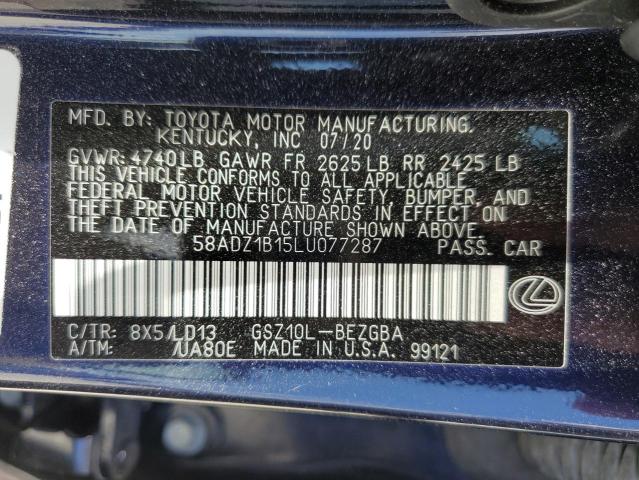 MFD. BY: TOYOTA MOTOR MANUFACTURING,
KENTUCKY, INC 07/20
GVWR: 4740LB GAWR FR 2625LB RR 2425 LB
THIS VEHICLE CONFORMS TO ALL APPLICABLE
FEDERAL MOTOR VEHICLE SAFETY, BUMPER, AND
THEFT PREVENTION STANDARDS IN EFFECT ON
THE DATE OF MANUFACTURE SHOWN ABOVE.
58ADZ1B15LU077287 PASS. CAR
C/TR: 8X5/LD13 GSZ10L-BEZGBA
A/TM: /UA80E MADE IN U.S.A. 99121